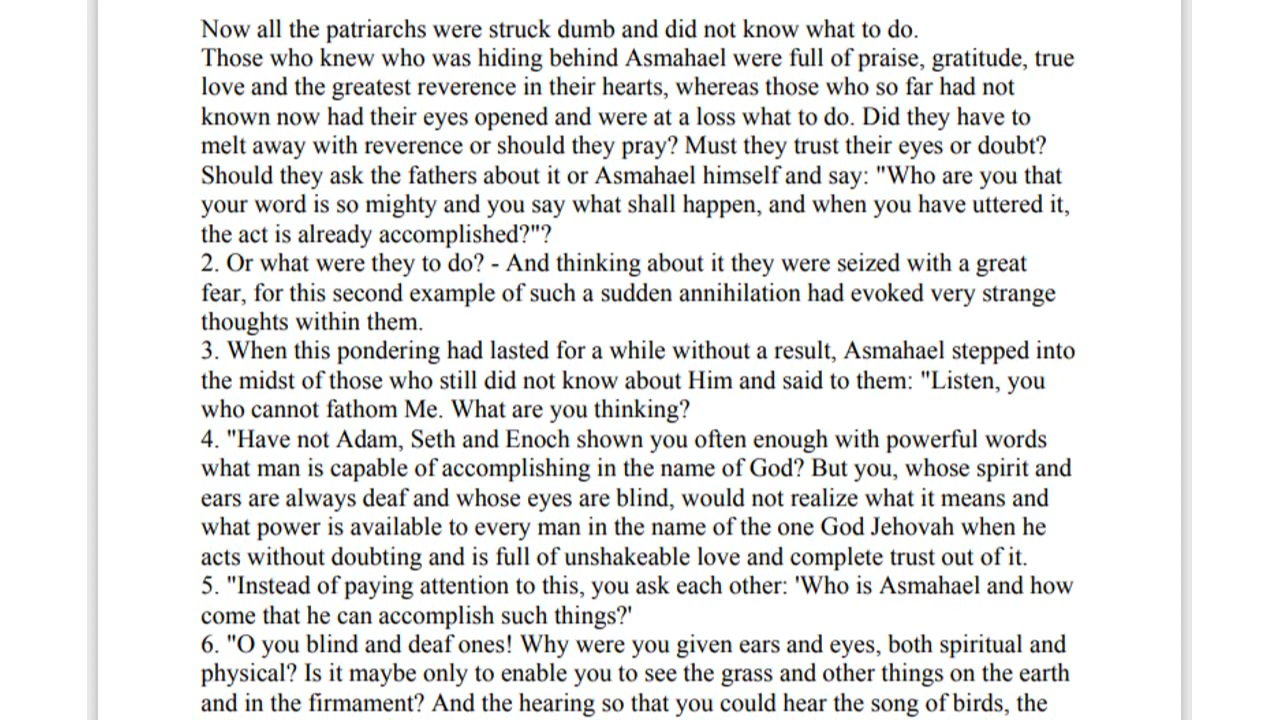 Now all the patriarchs were struck dumb and did not know what to do.
Those who knew who was hiding behind Asmahael were full of praise, gratitude, true
love and the greatest reverence in their hearts, whereas those who so far had not
known now had their eyes opened and were at a loss what to do. Did they have to
melt away with reverence or should they pray? Must they trust their eyes or doubt?
Should they ask the fathers about it or Asmahael himself and say: "Who are you that
your word is so mighty and you say what shall happen, and when you have uttered it,
the act is already accomplished?"?
2. Or what were they to do? - And thinking about it they were seized with a great
fear, for this second example of such a sudden annihilation had evoked very strange
thoughts within them.
3. When this pondering had lasted for a while without a result, Asmahael stepped into
the midst of those who still did not know about Him and said to them: "Listen, you
who cannot fathom Me. What are you thinking?
4. "Have not Adam, Seth and Enoch shown you often enough with powerful words
what man is capable of accomplishing in the name of God? But you, whose spirit and
ears are always deaf and whose eyes are blind, would not realize what it means and
what power is available to every man in the name of the one God Jehovah when he
acts without doubting and is full of unshakeable love and complete trust out of it.
5. "Instead of paying attention to this, you ask each other: 'Who is Asmahael and how
come that he can accomplish such things?'
6. "O you blind and deaf ones! Why were you given ears and eyes, both spiritual and
physical? Is it maybe only to enable you to see the grass and other things on the earth
and in the firmament? And the hearing so that you could hear the song of birds, the